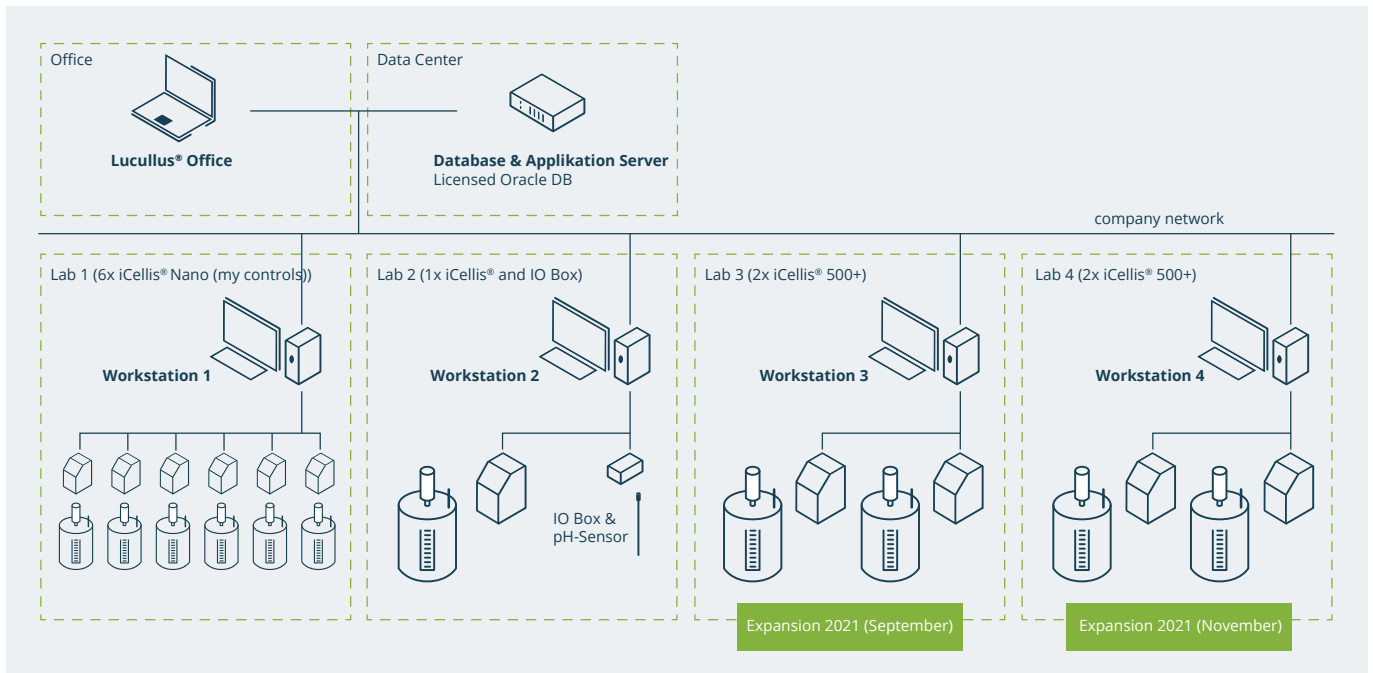 Office
Data Center
Lucullus® Office
Database & Applikation Server
Licensed Oracle DB
company network
Lab 1 (6x iCellis® Nano (my controls))
Lab 2 (1x iCellis® and IO Box)
Lab 3 (2x iCellis® 500+)
Lab 4 (2x iCellis® 500+)
Workstation 1
Workstation 2
Workstation 3
Workstation 4
IO Box &
pH-Sensor
Expansion 2021 (September)
Expansion 2021 (November)